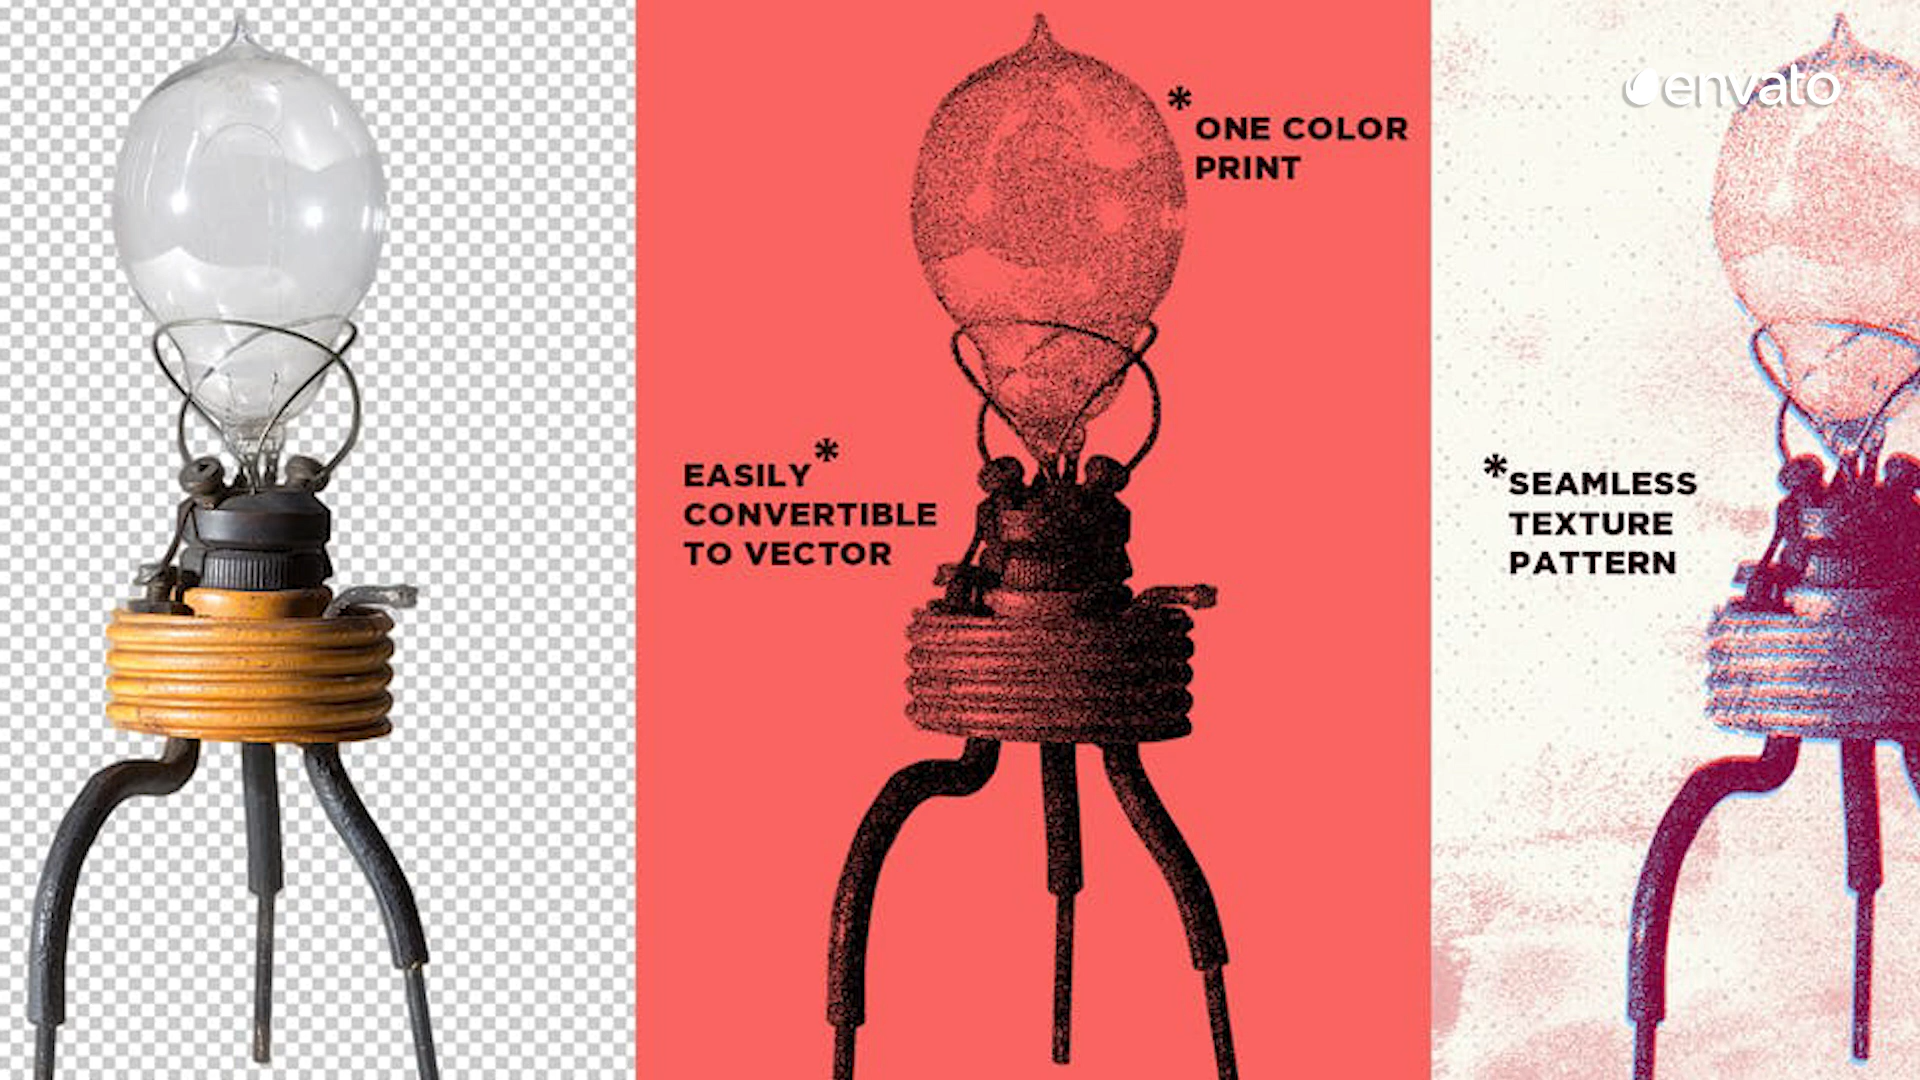 envato
*
ONE COLOR
PRINT
EASILY*
CONVERTIBLE
TO VECTOR
*SEAMLESS
TEXTURE
PATTERN